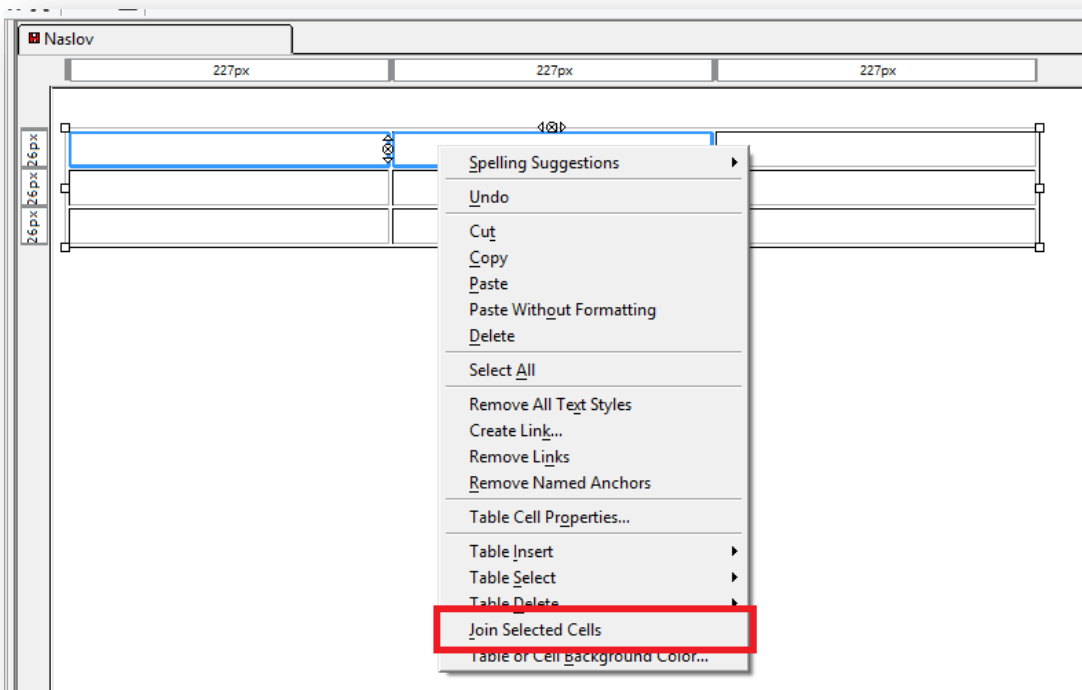 Naslov
227px 227px 227px
26px
26px
26px
Spelling Suggestions
Undo
Cut
Copy
Paste
Paste Without Formatting
Delete
Select All
Remove All Text Styles
Create Link...
Remove Links
Remove Named Anchors
Table Cell Properties...
Table Insert
Table Select
Table Delete
Join Selected Cells
Table or Cell Background Color...